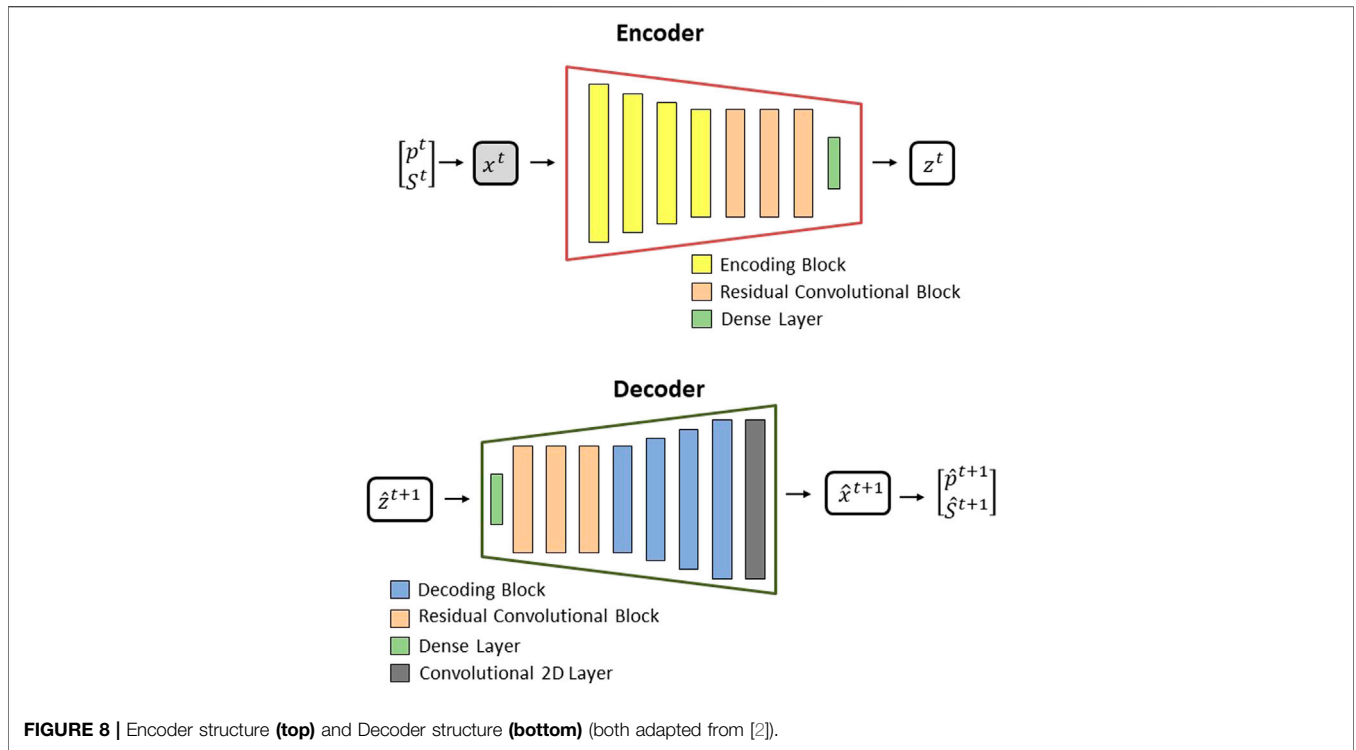 Encoder
[p^t
S^t]
x^t
z^t
Encoding Block
Residual Convolutional Block
Dense Layer
Decoder
ẑ^{t+1}
x̂^{t+1}
[p̂^{t+1}
Ŝ^{t+1}]
Decoding Block
Residual Convolutional Block
Dense Layer
Convolutional 2D Layer
FIGURE 8 | Encoder structure (top) and Decoder structure (bottom) (both adapted from [2]).